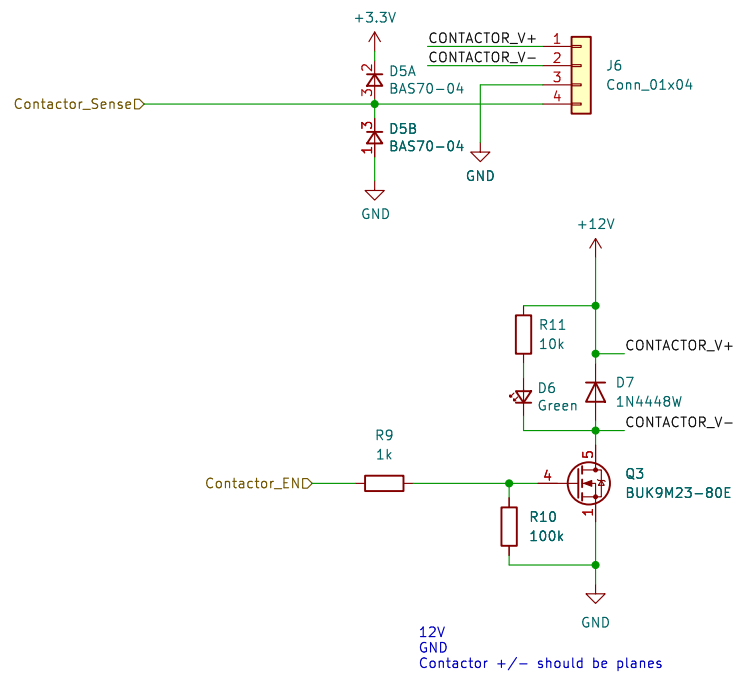 +3.3V
CONTACTOR_V+
1
CONTACTOR_V-
2
3
4
J6
Conn_01x04
2
D5A
BAS70-04
3
Contactor_Sense
3
D5B
BAS70-04
1
GND
GND
+12V
R11
10k
CONTACTOR_V+
D7
1N4448W
D6
Green
CONTACTOR_V-
R9
1k
Contactor_EN
4
5
Q3
BUK9M23-80E
1
R10
100k
GND
12V
GND
Contactor +/- should be planes